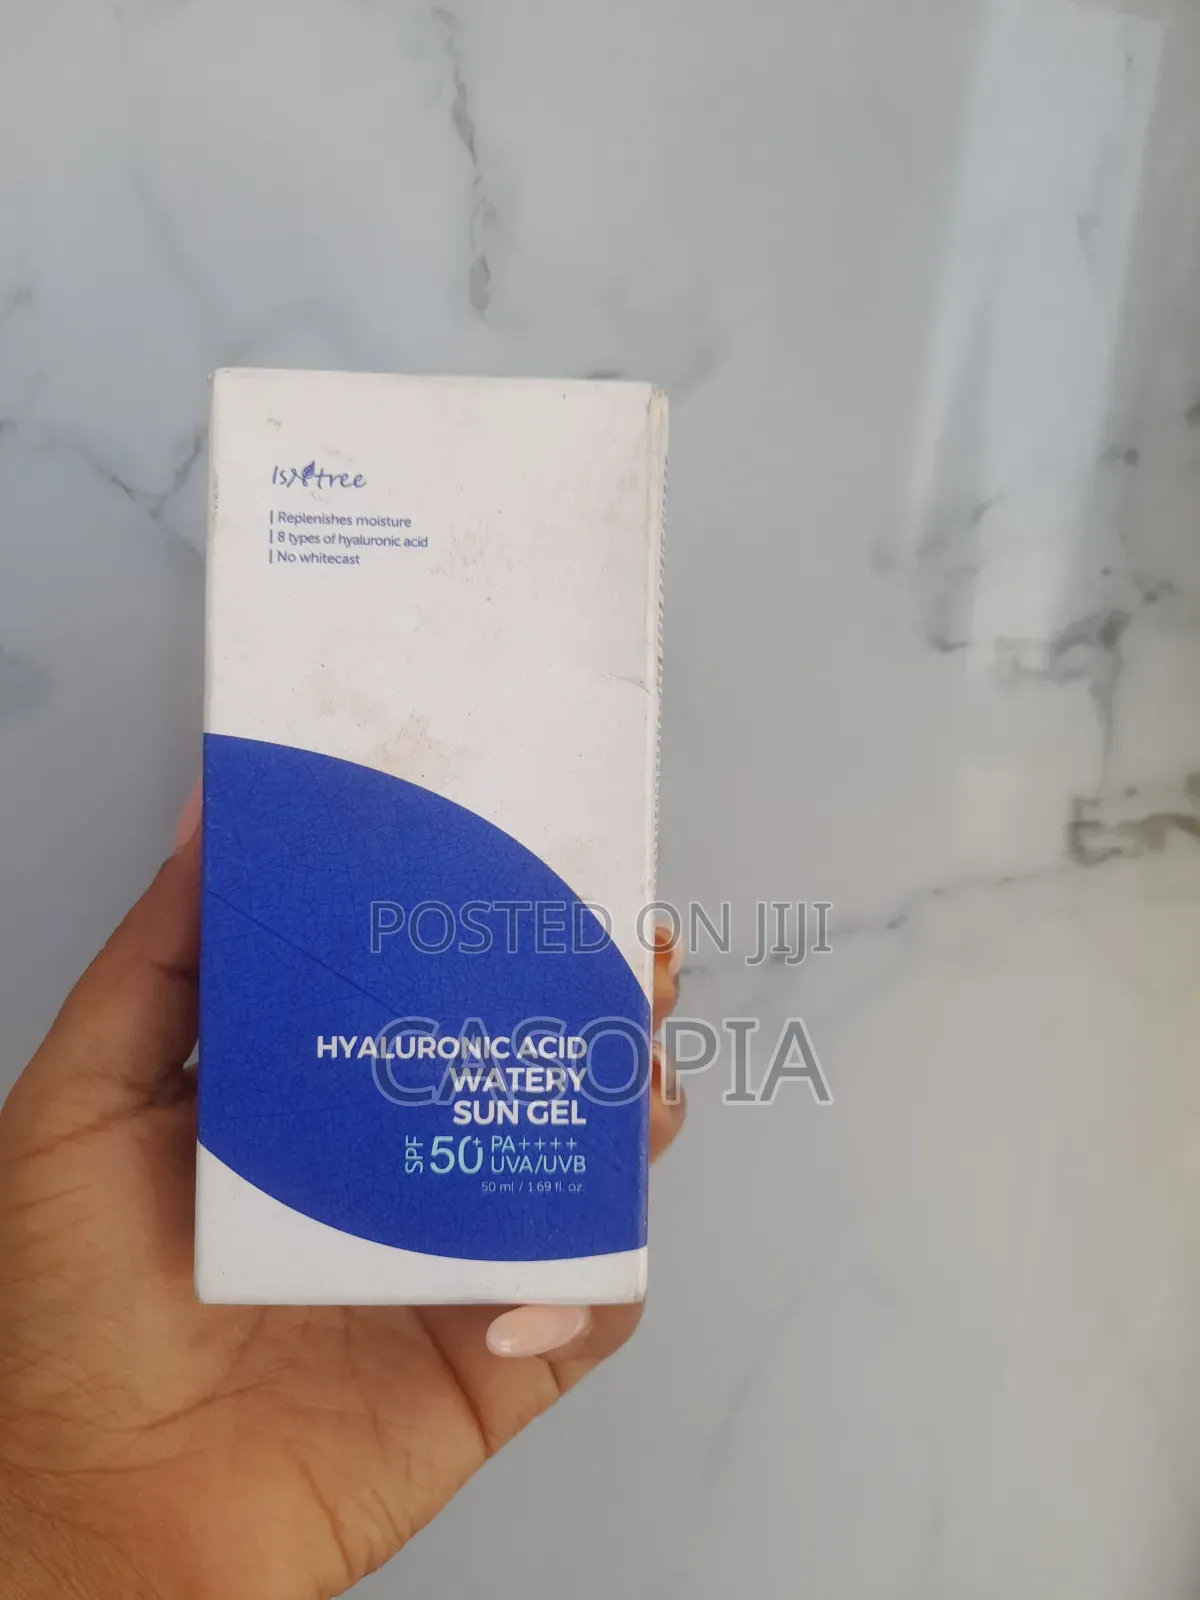 Isntree
Replenishes moisture
8 types of hyaluronic acid
No whitecast
POSTED ON JIJI
CASOPIA
HYALURONIC ACID
WATERY
SUN GEL
SPF 50+ PA++++
UVA/UVB
50 ml / 1.69 fl. oz.